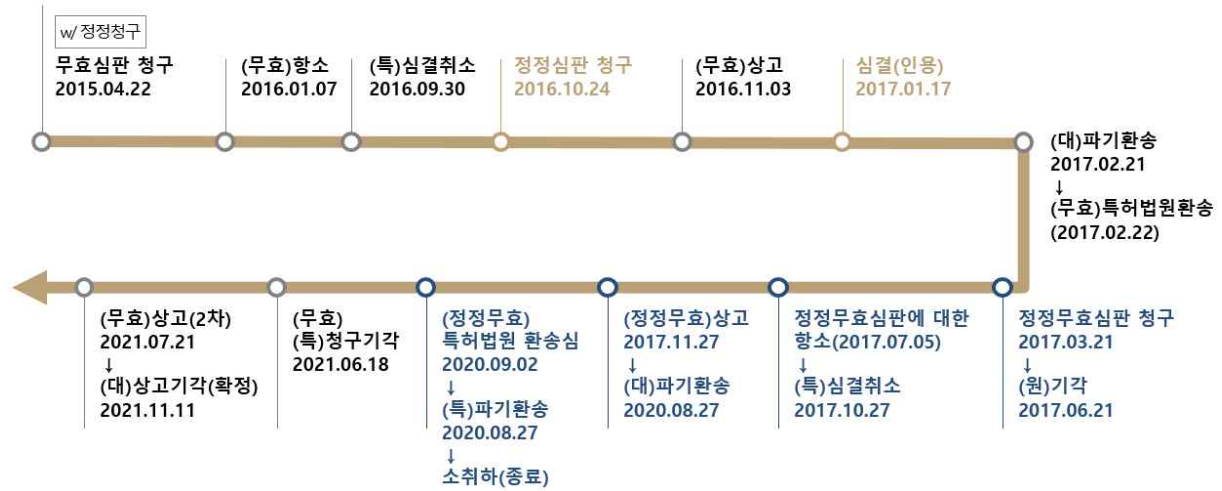 w/ 정정청구
무효심판 청구
2015.04.22
(무효)항소
2016.01.07
(특)심결취소
2016.09.30
정정심판 청구
2016.10.24
(무효)상고
2016.11.03
심결(인용)
2017.01.17
(대)파기환송
2017.02.21
↓
(무효)특허법원환송
(2017.02.22)
정정무효심판 청구
2017.03.21
↓
(원)기각
2017.06.21
정정무효심판에 대한
항소(2017.07.05)
↓
(특)심결취소
2017.10.27
(정정무효)상고
2017.11.27
↓
(대)파기환송
2020.08.27
(정정무효)
특허법원 환송심
2020.09.02
↓
(특)파기환송
2020.08.27
↓
소취하(종료)
(무효)
(특)청구기각
2021.06.18
(무효)상고(2차)
2021.07.21
↓
(대)상고기각(확정)
2021.11.11